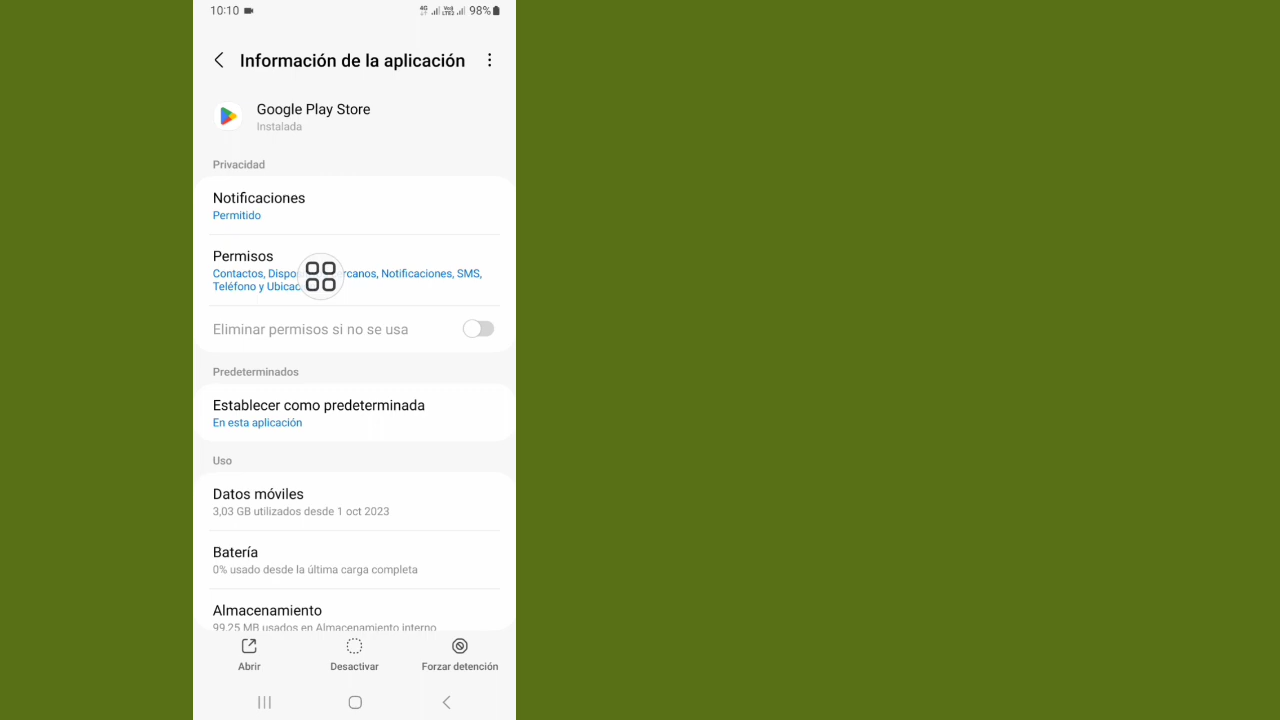 10:10
4G VoI LTE2 98%
Información de la aplicación
Google Play Store
Instalada
Privacidad
Notificaciones
Permitido
Permisos
Contactos, Notificaciones, SMS,
Teléfono y
Eliminar permisos si no se usa
Predeterminados
Establecer como predeterminada
En esta aplicación
Uso
Datos móviles
3,03 GB utilizados desde 1 oct 2023
Batería
0% usado desde la última carga completa
Almacenamiento
99,25 MB usados en Almacenamiento interno
Abrir
Desactivar
Forzar detención